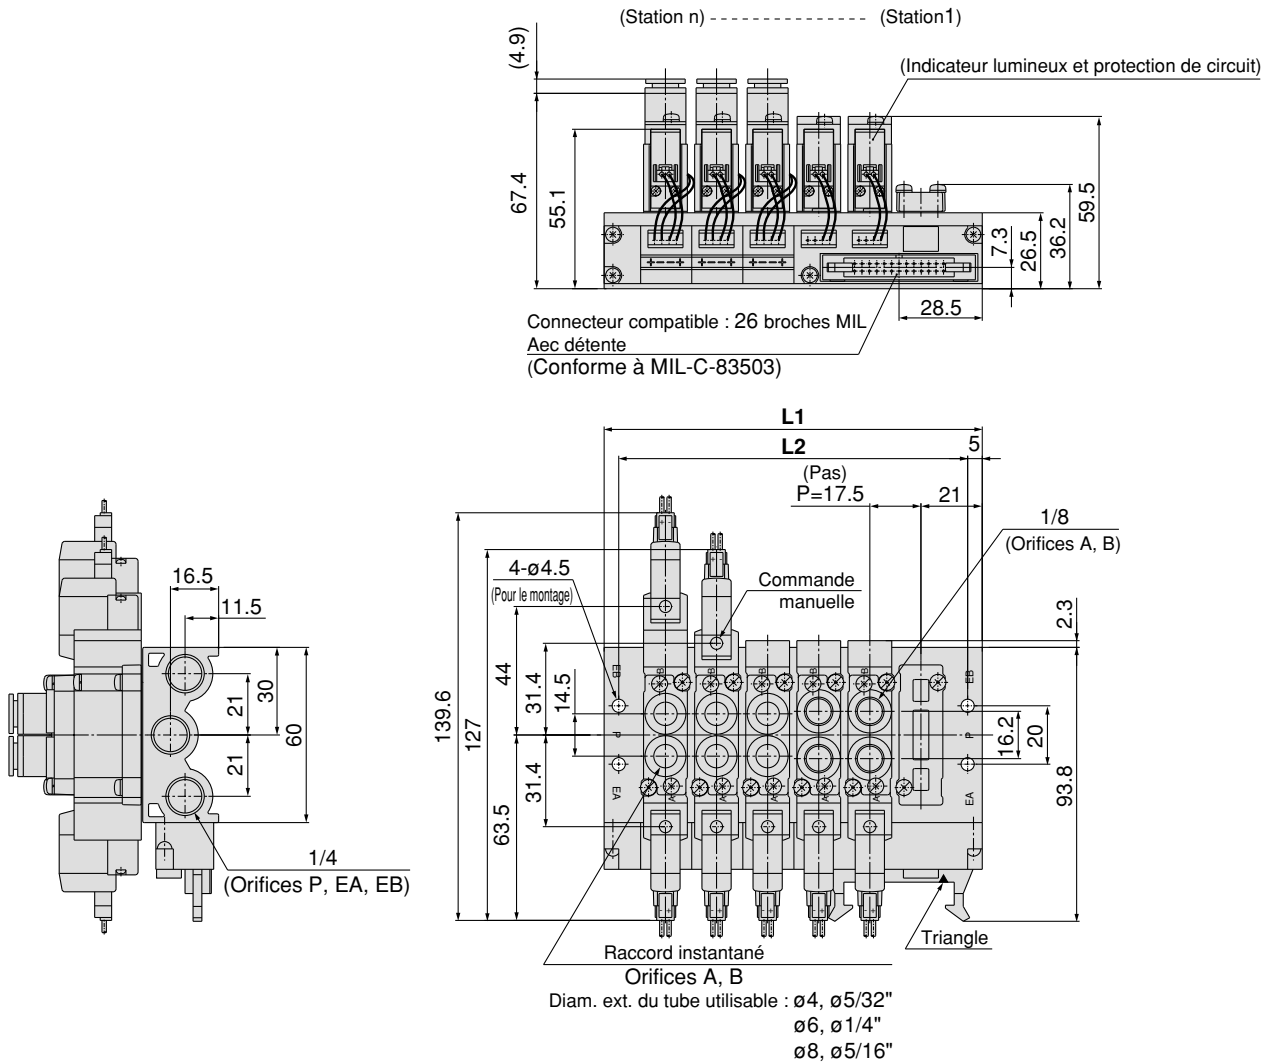 (Station n)
(Station1)
(4.9)
(Indicateur lumineux et protection de circuit)
67.4
55.1
59.5
36.2
26.5
7.3
28.5
Connecteur compatible : 26 broches MIL
Aec détente
(Conforme à MIL-C-83503)
L1
L2
5
(Pas)
P=17.5
21
1/8
(Orifices A, B)
4-ø4.5
(Pour le montage)
Commande
manuelle
16.5
11.5
2.3
139.6
127
44
31.4
14.5
21
30
60
21
63.5
31.4
16.2
20
93.8
EB
P
EA
EB
P
EA
B
B
B
B
B
A
A
A
A
A
1/4
(Orifices P, EA, EB)
Triangle
Raccord instantané
Orifices A, B
Diam. ext. du tube utilisable : ø4, ø5/32"
ø6, ø1/4"
ø8, ø5/16"